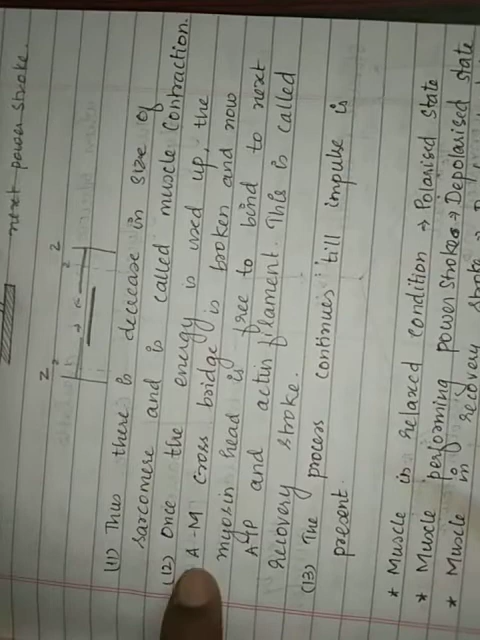 next power stroke.
Z Z
Z Z
(11) Thus there is decrease in size of
sarcomere and is called muscle contraction.
(12) Once the energy is used up the
A-M cross bridge is broken and now
myosin head is free to bind to next
ATP and actin filament. This is called
recovery stroke.
(13) The process continues till impulse is
present.
* Muscle in relaxed condition → Polarised state
* Muscle performing power stroke → Depolarised state
* Muscle in recovery stroke →